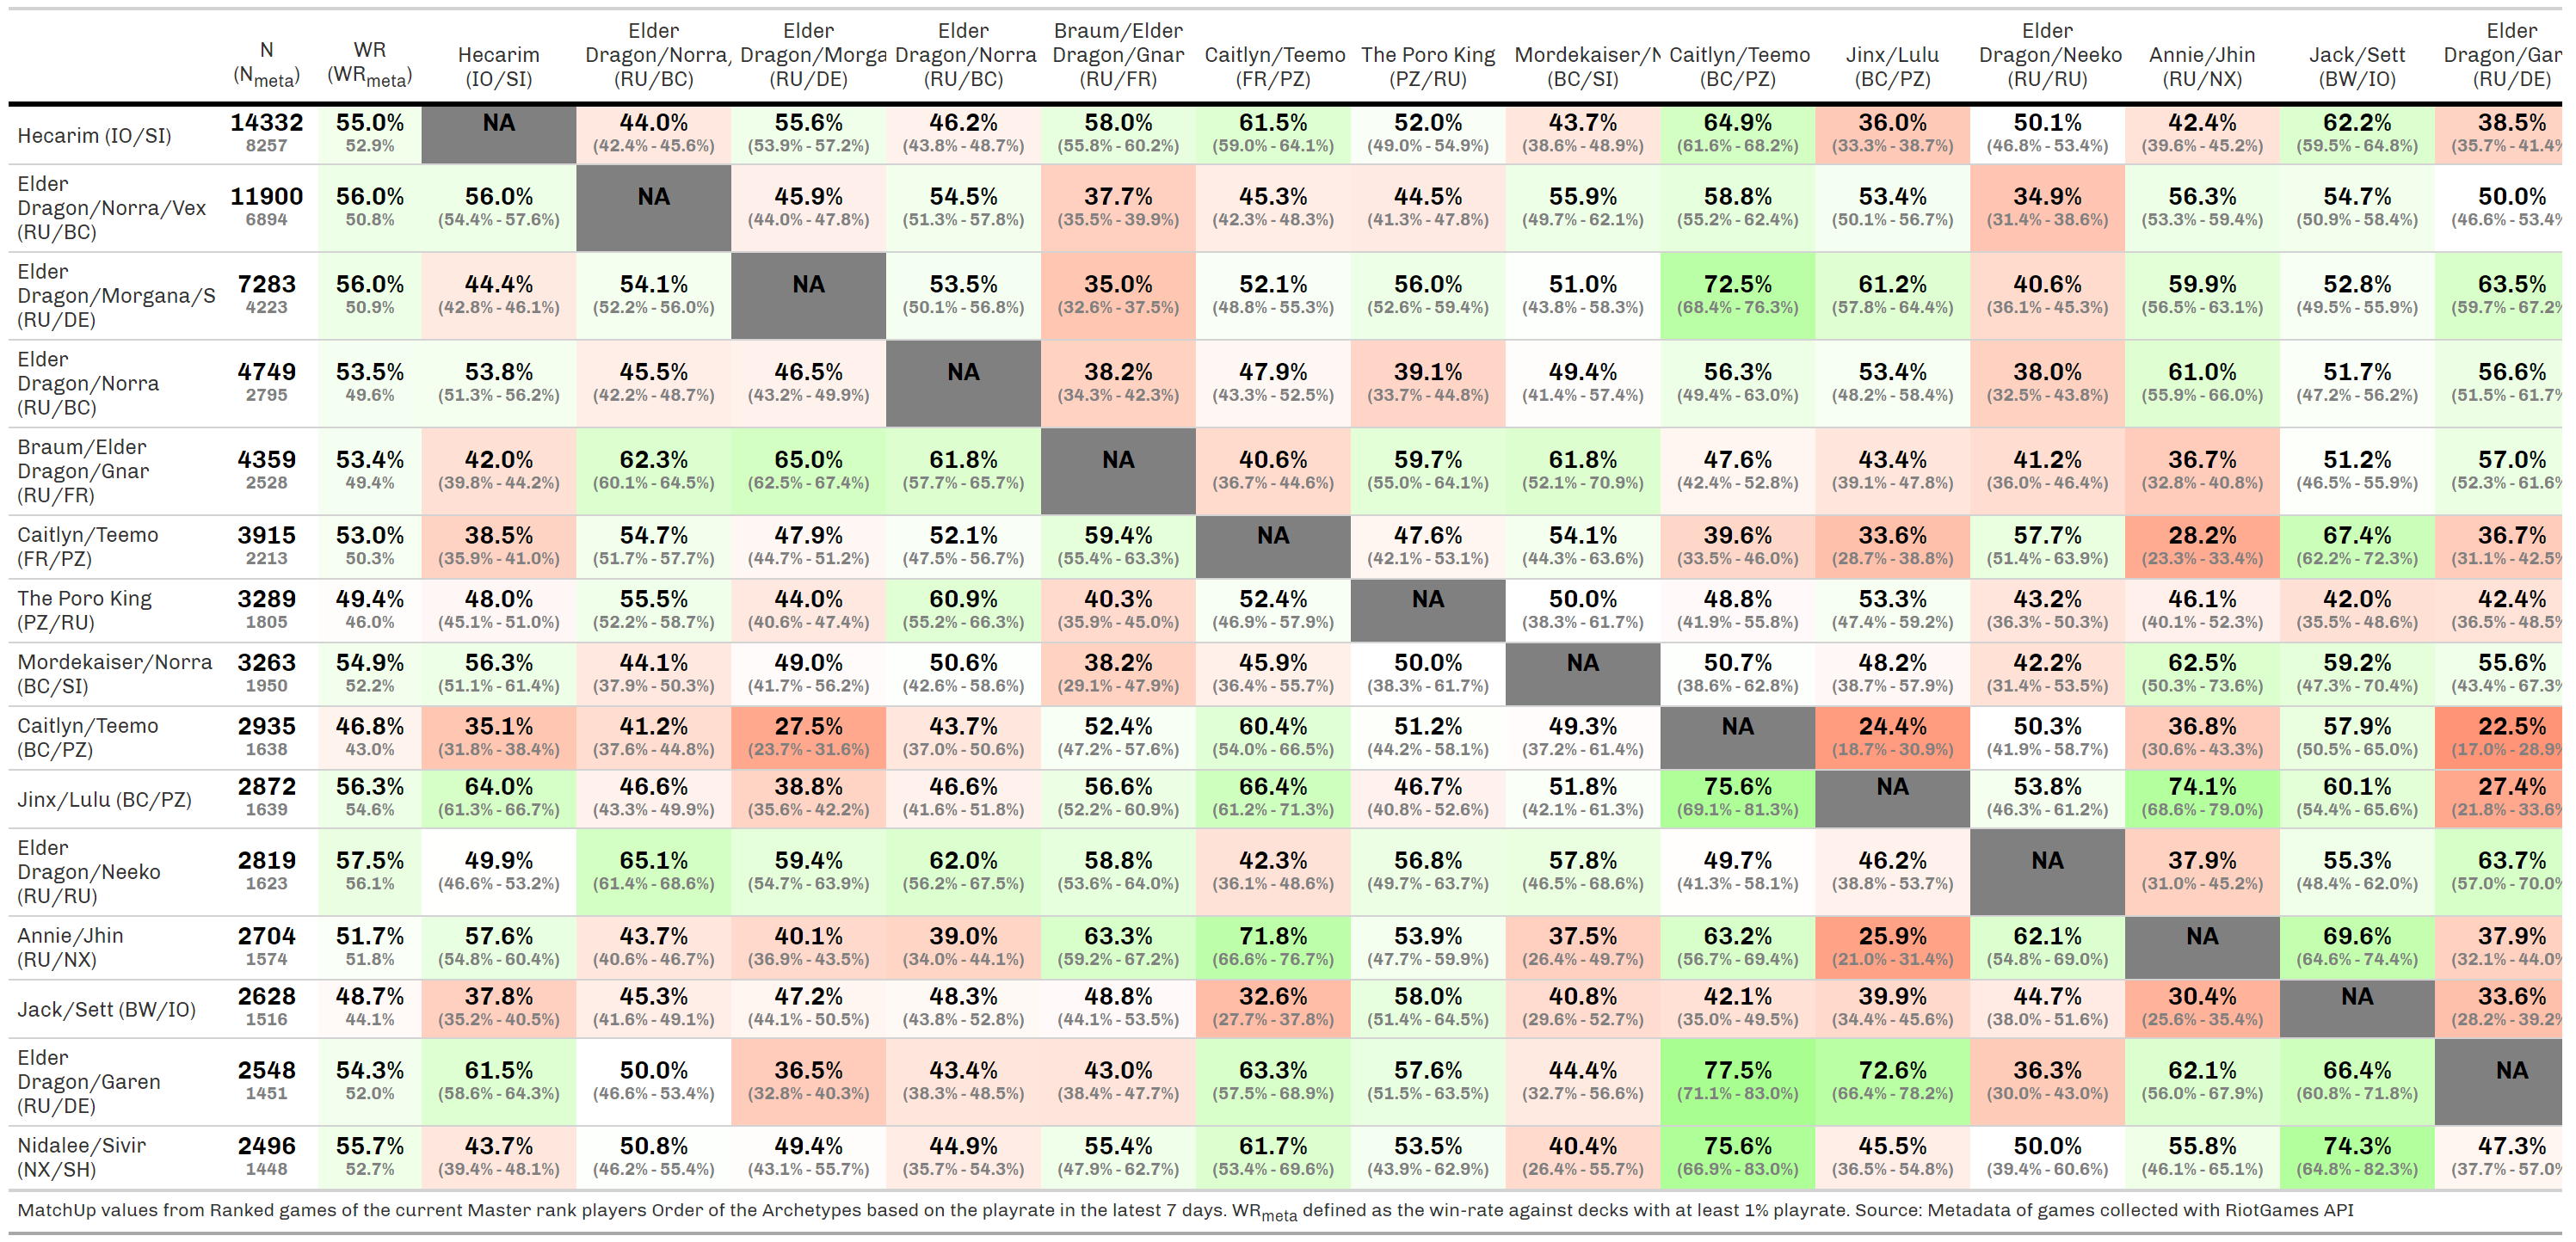 N (Nmeta) WR (WRmeta) Hecarim (IO/SI) Elder Dragon/Norra/ (RU/BC) Elder Dragon/Morga (RU/DE) Elder Dragon/Norra (RU/BC) Braum/Elder Dragon/Gnar (RU/FR) Caitlyn/Teemo (FR/PZ) The Poro King (PZ/RU) Mordekaiser/N (BC/SI) Caitlyn/Teemo (BC/PZ) Jinx/Lulu (BC/PZ) Elder Dragon/Neeko (RU/RU) Annie/Jhin (RU/NX) Jack/Sett (BW/IO) Elder Dragon/Gar (RU/DE)
Hecarim (IO/SI) 14332 55.0% NA 44.0% 55.6% 46.2% 58.0% 61.5% 52.0% 43.7% 64.9% 36.0% 50.1% 42.4% 62.2% 38.5%
8257 52.9% (42.4% - 45.6%) (53.9% - 57.2%) (43.8% - 48.7%) (55.8% - 60.2%) (59.0% - 64.1%) (49.0% - 54.9%) (38.6% - 48.9%) (61.6% - 68.2%) (33.3% - 38.7%) (46.8% - 53.4%) (39.6% - 45.2%) (59.5% - 64.8%) (35.7% - 41.4%
Elder Dragon/Norra/Vex (RU/BC) 11900 56.0% 56.0% NA 45.9% 54.5% 37.7% 45.3% 44.5% 55.9% 58.8% 53.4% 34.9% 56.3% 54.7% 50.0%
6894 50.8% (54.4% - 57.6%) (44.0% - 47.8%) (51.3% - 57.8%) (35.5% - 39.9%) (42.3% - 48.3%) (41.3% - 47.8%) (49.7% - 62.1%) (55.2% - 62.4%) (50.1% - 56.7%) (31.4% - 38.6%) (53.3% - 59.4%) (50.9% - 58.4%) (46.6% - 53.4%
Elder Dragon/Morgana/S (RU/DE) 7283 56.0% 44.4% 54.1% NA 53.5% 35.0% 52.1% 56.0% 51.0% 72.5% 61.2% 40.6% 59.9% 52.8% 63.5%
4223 50.9% (42.8% - 46.1%) (52.2% - 56.0%) (50.1% - 56.8%) (32.6% - 37.5%) (48.8% - 55.3%) (52.6% - 59.4%) (43.8% - 58.3%) (68.4% - 76.3%) (57.8% - 64.4%) (36.1% - 45.3%) (56.5% - 63.1%) (49.5% - 55.9%) (59.7% - 67.2%
Elder Dragon/Norra (RU/BC) 4749 53.5% 53.8% 45.5% 46.5% NA 38.2% 47.9% 39.1% 49.4% 56.3% 53.4% 38.0% 61.0% 51.7% 56.6%
2795 49.6% (51.3% - 56.2%) (42.2% - 48.7%) (43.2% - 49.9%) (34.3% - 42.3%) (43.3% - 52.5%) (33.7% - 44.8%) (41.4% - 57.4%) (49.4% - 63.0%) (48.2% - 58.4%) (32.5% - 43.8%) (55.9% - 66.0%) (47.2% - 56.2%) (51.5% - 61.7%
Braum/Elder Dragon/Gnar (RU/FR) 4359 53.4% 42.0% 62.3% 65.0% 61.8% NA 40.6% 59.7% 61.8% 47.6% 43.4% 41.2% 36.7% 51.2% 57.0%
2528 49.4% (39.8% - 44.2%) (60.1% - 64.5%) (62.5% - 67.4%) (57.7% - 65.7%) (36.7% - 44.6%) (55.0% - 64.1%) (52.1% - 70.9%) (42.4% - 52.8%) (39.1% - 47.8%) (36.0% - 46.4%) (32.8% - 40.8%) (46.5% - 55.9%) (52.3% - 61.6%
Caitlyn/Teemo (FR/PZ) 3915 53.0% 38.5% 54.7% 47.9% 52.1% 59.4% NA 47.6% 54.1% 39.6% 33.6% 57.7% 28.2% 67.4% 36.7%
2213 50.3% (35.9% - 41.0%) (51.7% - 57.7%) (44.7% - 51.2%) (47.5% - 56.7%) (55.4% - 63.3%) (42.1% - 53.1%) (44.3% - 63.6%) (33.5% - 46.0%) (28.7% - 38.8%) (51.4% - 63.9%) (23.3% - 33.4%) (62.2% - 72.3%) (31.1% - 42.5%
The Poro King (PZ/RU) 3289 49.4% 48.0% 55.5% 44.0% 60.9% 40.3% 52.4% NA 50.0% 48.8% 53.3% 43.2% 46.1% 42.0% 42.4%
1805 46.0% (45.1% - 51.0%) (52.2% - 58.7%) (40.6% - 47.4%) (55.2% - 66.3%) (35.9% - 45.0%) (46.9% - 57.9%) (38.3% - 61.7%) (41.9% - 55.8%) (47.4% - 59.2%) (36.3% - 50.3%) (40.1% - 52.3%) (35.5% - 48.6%) (36.5% - 48.5%
Mordekaiser/Norra (BC/SI) 3263 54.9% 56.3% 44.1% 49.0% 50.6% 38.2% 45.9% 50.0% NA 50.7% 48.2% 42.2% 62.5% 59.2% 55.6%
1950 52.2% (51.1% - 61.4%) (37.9% - 50.3%) (41.7% - 56.2%) (42.6% - 58.6%) (29.1% - 47.9%) (36.4% - 55.7%) (38.3% - 61.7%) (38.6% - 62.8%) (38.7% - 57.9%) (31.4% - 53.5%) (50.3% - 73.6%) (47.3% - 70.4%) (43.4% - 67.3%
Caitlyn/Teemo (BC/PZ) 2935 46.8% 35.1% 41.2% 27.5% 43.7% 52.4% 60.4% 51.2% 49.3% NA 24.4% 50.3% 36.8% 57.9% 22.5%
1638 43.0% (31.8% - 38.4%) (37.6% - 44.8%) (23.7% - 31.6%) (37.0% - 50.6%) (47.2% - 57.6%) (54.0% - 66.5%) (44.2% - 58.1%) (37.2% - 61.4%) (18.7% - 30.9%) (41.9% - 58.7%) (30.6% - 43.3%) (50.5% - 65.0%) (17.0% - 28.9%
Jinx/Lulu (BC/PZ) 2872 56.3% 64.0% 46.6% 38.8% 46.6% 56.6% 66.4% 46.7% 51.8% 75.6% NA 53.8% 74.1% 60.1% 27.4%
1639 54.6% (61.3% - 66.7%) (43.3% - 49.9%) (35.6% - 42.2%) (41.6% - 51.8%) (52.2% - 60.9%) (61.2% - 71.3%) (40.8% - 52.6%) (42.1% - 61.3%) (69.1% - 81.3%) (46.3% - 61.2%) (68.6% - 79.0%) (54.4% - 65.6%) (21.8% - 33.6%
Elder Dragon/Neeko (RU/RU) 2819 57.5% 49.9% 65.1% 59.4% 62.0% 58.8% 42.3% 56.8% 57.8% 49.7% 46.2% NA 37.9% 55.3% 63.7%
1623 56.1% (46.6% - 53.2%) (61.4% - 68.6%) (54.7% - 63.9%) (56.2% - 67.5%) (53.6% - 64.0%) (36.1% - 48.6%) (49.7% - 63.7%) (46.5% - 68.6%) (41.3% - 58.1%) (38.8% - 53.7%) (31.0% - 45.2%) (48.4% - 62.0%) (57.0% - 70.0%
Annie/Jhin (RU/NX) 2704 51.7% 57.6% 43.7% 40.1% 39.0% 63.3% 71.8% 53.9% 37.5% 63.2% 25.9% 62.1% NA 69.6% 37.9%
1574 51.8% (54.8% - 60.4%) (40.6% - 46.7%) (36.9% - 43.5%) (34.0% - 44.1%) (59.2% - 67.2%) (66.6% - 76.7%) (47.7% - 59.9%) (26.4% - 49.7%) (56.7% - 69.4%) (21.0% - 31.4%) (54.8% - 69.0%) (64.6% - 74.4%) (32.1% - 44.0%
Jack/Sett (BW/IO) 2628 48.7% 37.8% 45.3% 47.2% 48.3% 48.8% 32.6% 58.0% 40.8% 42.1% 39.9% 44.7% 30.4% NA 33.6%
1516 44.1% (35.2% - 40.5%) (41.6% - 49.1%) (44.1% - 50.5%) (43.8% - 52.8%) (44.1% - 53.5%) (27.7% - 37.8%) (51.4% - 64.5%) (29.6% - 52.7%) (35.0% - 49.5%) (34.4% - 45.6%) (38.0% - 51.6%) (25.6% - 35.4%) (28.2% - 39.2%
Elder Dragon/Garen (RU/DE) 2548 54.3% 61.5% 50.0% 36.5% 43.4% 43.0% 63.3% 57.6% 44.4% 77.5% 72.6% 36.3% 62.1% 66.4% NA
1451 52.0% (58.6% - 64.3%) (46.6% - 53.4%) (32.8% - 40.3%) (38.3% - 48.5%) (38.4% - 47.7%) (57.5% - 68.9%) (51.5% - 63.5%) (32.7% - 56.6%) (71.1% - 83.0%) (66.4% - 78.2%) (30.0% - 43.0%) (56.0% - 67.9%) (60.8% - 71.8%)
Nidalee/Sivir (NX/SH) 2496 55.7% 43.7% 50.8% 49.4% 44.9% 55.4% 61.7% 53.5% 40.4% 75.6% 45.5% 50.0% 55.8% 74.3% 47.3%
1448 52.7% (39.4% - 48.1%) (46.2% - 55.4%) (43.1% - 55.7%) (35.7% - 54.3%) (47.9% - 62.7%) (53.4% - 69.6%) (43.9% - 62.9%) (26.4% - 55.7%) (66.9% - 83.0%) (36.5% - 54.8%) (39.4% - 60.6%) (46.1% - 65.1%) (64.8% - 82.3%) (37.7% - 57.0%
MatchUp values from Ranked games of the current Master rank players Order of the Archetypes based on the playrate in the latest 7 days. WRmeta defined as the win-rate against decks with at least 1% playrate. Source: Metadata of games collected with RiotGames API